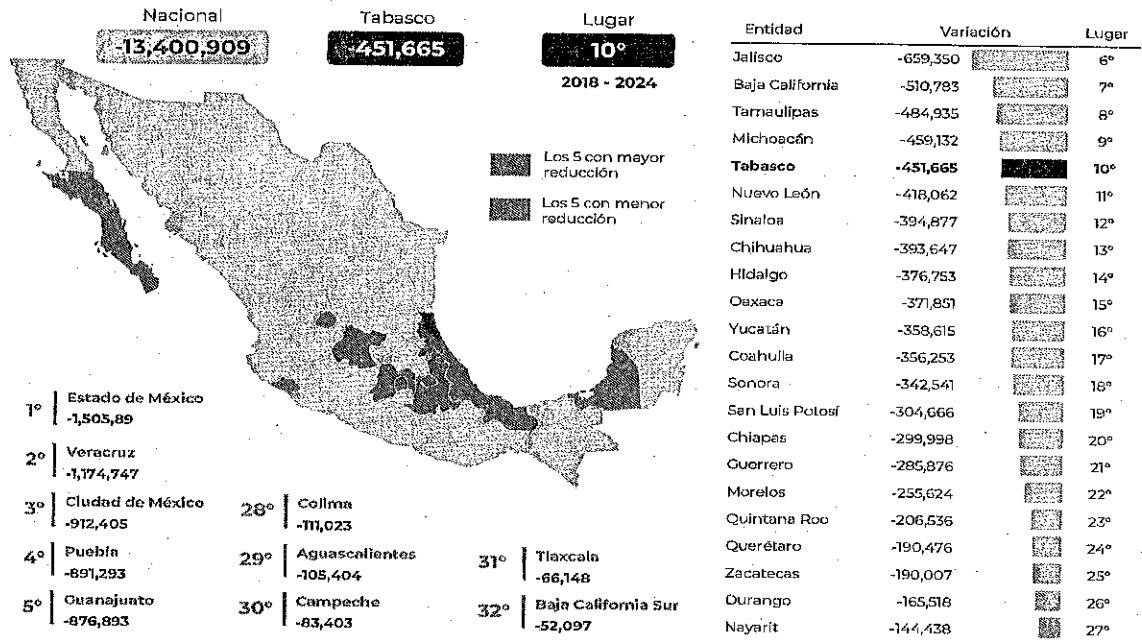 Nacional
-13,400,909
Tabasco
-451,665
Lugar
10°
2018 - 2024
Los 5 con mayor
reducción
Los 5 con menor
reducción
1° Estado de México
-1,505,89
2° Veracruz
-1,174,747
3° Ciudad de México
-912,405
4° Puebla
-891,293
5° Guanajuato
-876,893
28° Colima
-111,023
29° Aguascalientes
-105,404
30° Campeche
-83,403
31° Tlaxcala
-66,148
32° Baja California Sur
-52,097
Entidad Variación Lugar
Jalisco -659,350 6°
Baja California -510,783 7°
Tamaulipas -484,935 8°
Michoacán -459,132 9°
Tabasco -451,665 10°
Nuevo León -418,062 11°
Sinaloa -394,877 12°
Chihuahua -393,647 13°
Hidalgo -376,753 14°
Oaxaca -371,851 15°
Yucatán -358,615 16°
Coahuila -356,253 17°
Sonora -342,541 18°
San Luis Potosí -304,666 19°
Chiapas -299,998 20°
Guerrero -285,876 21°
Morelos -255,624 22°
Quintana Roo -206,536 23°
Querétaro -190,476 24°
Zacatecas -190,007 25°
Durango -165,518 26°
Nayarit -144,438 27°